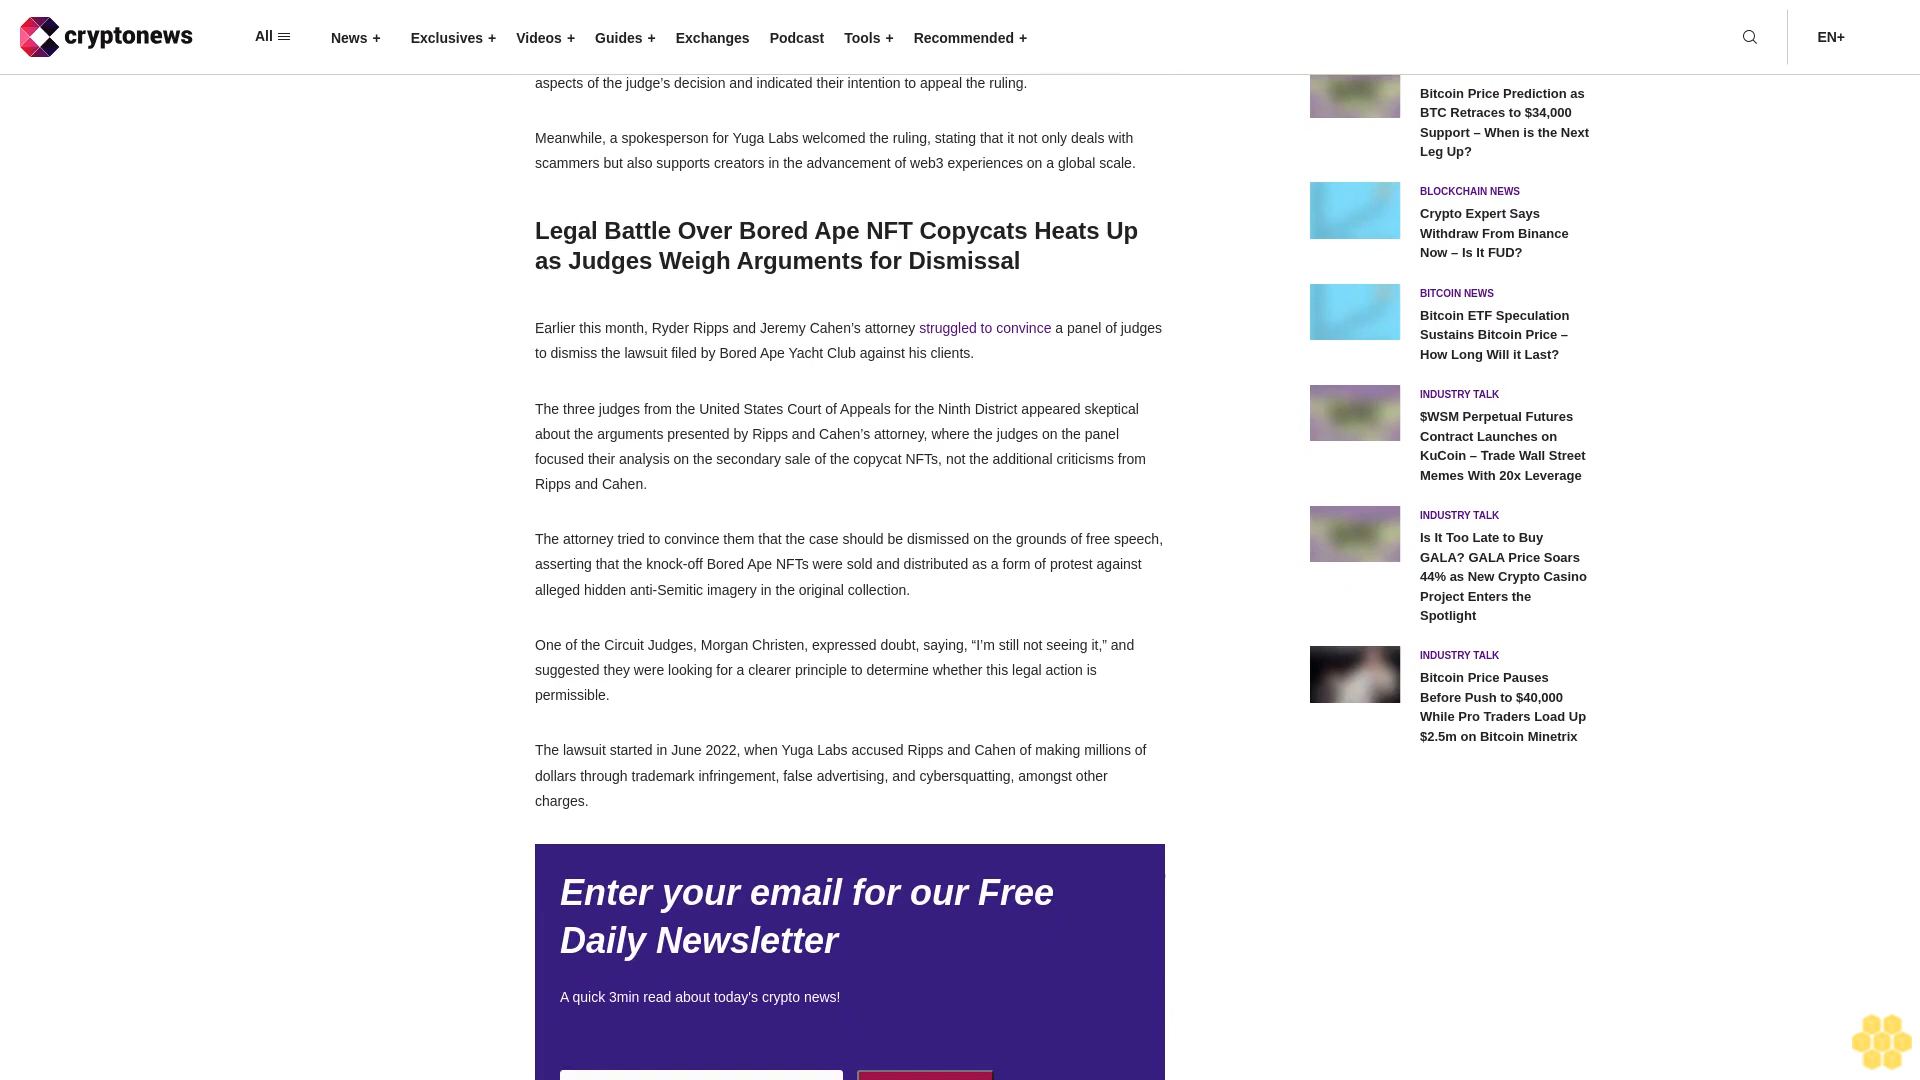 cryptonews
All
News +
Exclusives +
Videos +
Guides +
Exchanges
Podcast
Tools +
Recommended +
EN+
aspects of the judge’s decision and indicated their intention to appeal the ruling.
Meanwhile, a spokesperson for Yuga Labs welcomed the ruling, stating that it not only deals with
scammers but also supports creators in the advancement of web3 experiences on a global scale.
Legal Battle Over Bored Ape NFT Copycats Heats Up
as Judges Weigh Arguments for Dismissal
Earlier this month, Ryder Ripps and Jeremy Cahen’s attorney struggled to convince a panel of judges
to dismiss the lawsuit filed by Bored Ape Yacht Club against his clients.
The three judges from the United States Court of Appeals for the Ninth District appeared skeptical
about the arguments presented by Ripps and Cahen’s attorney, where the judges on the panel
focused their analysis on the secondary sale of the copycat NFTs, not the additional criticisms from
Ripps and Cahen.
The attorney tried to convince them that the case should be dismissed on the grounds of free speech,
asserting that the knock-off Bored Ape NFTs were sold and distributed as a form of protest against
alleged hidden anti-Semitic imagery in the original collection.
One of the Circuit Judges, Morgan Christen, expressed doubt, saying, “I’m still not seeing it,” and
suggested they were looking for a clearer principle to determine whether this legal action is
permissible.
The lawsuit started in June 2022, when Yuga Labs accused Ripps and Cahen of making millions of
dollars through trademark infringement, false advertising, and cybersquatting, amongst other
charges.
Enter your email for our Free
Daily Newsletter
A quick 3min read about today's crypto news!
Bitcoin Price Prediction as
BTC Retraces to $34,000
Support – When is the Next
Leg Up?
BLOCKCHAIN NEWS
Crypto Expert Says
Withdraw From Binance
Now – Is It FUD?
BITCOIN NEWS
Bitcoin ETF Speculation
Sustains Bitcoin Price –
How Long Will it Last?
INDUSTRY TALK
$WSM Perpetual Futures
Contract Launches on
KuCoin – Trade Wall Street
Memes With 20x Leverage
INDUSTRY TALK
Is It Too Late to Buy
GALA? GALA Price Soars
44% as New Crypto Casino
Project Enters the
Spotlight
INDUSTRY TALK
Bitcoin Price Pauses
Before Push to $40,000
While Pro Traders Load Up
$2.5m on Bitcoin Minetrix